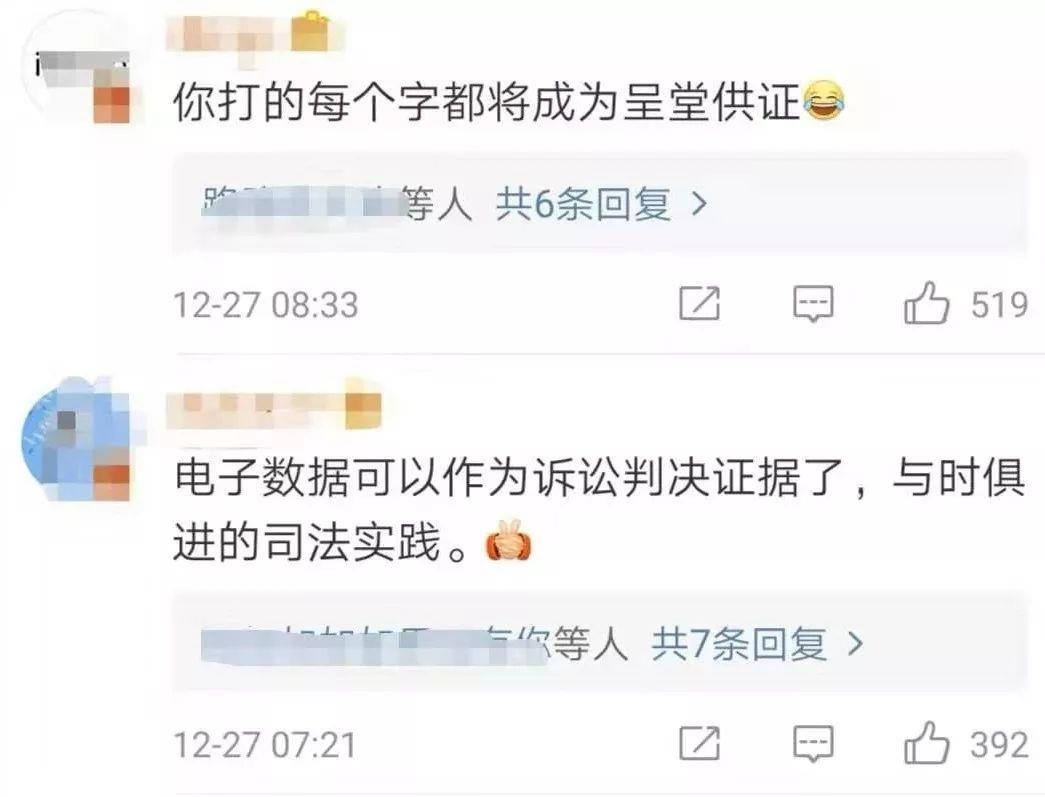 你打的每个字都将成为呈堂供证😂
等人 共6条回复 >
12-27 08:33 519
电子数据可以作为诉讼判决证据了，与时俱
进的司法实践。
等人 共7条回复 >
12-27 07:21 392